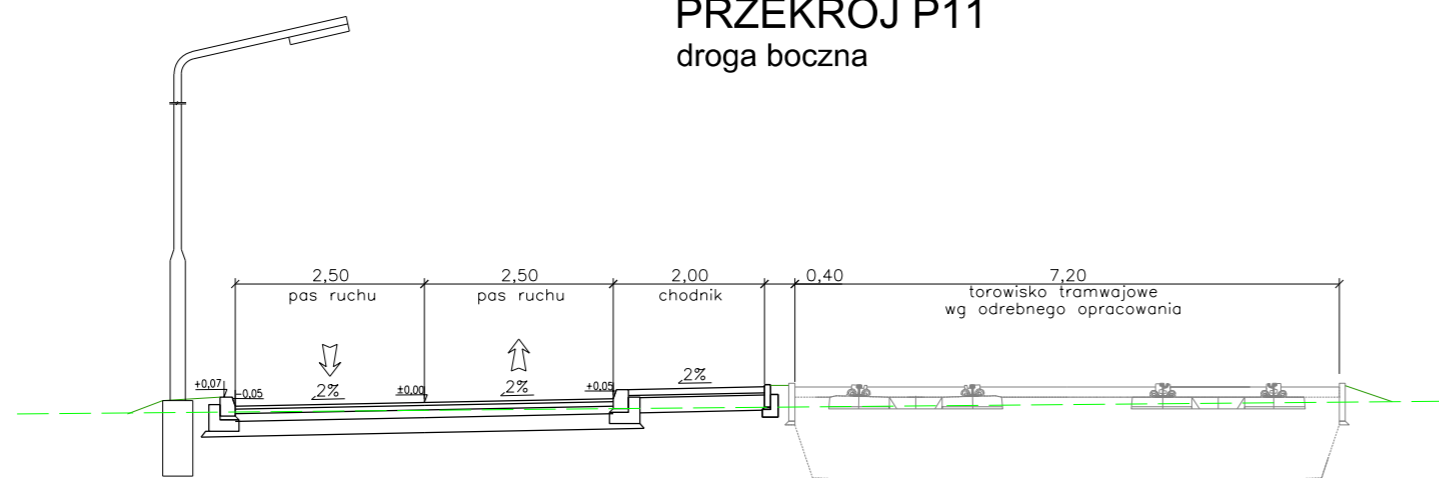 PRZEKRÓJ P11
droga boczna
2,50
2,50
2,00
0,40
7,20
pas ruchu
pas ruchu
chodnik
torowisko tramwajowe
wg odrebnego opracowania
+0,07
-0,05
2%
±0,00
2%
+0,05
2%